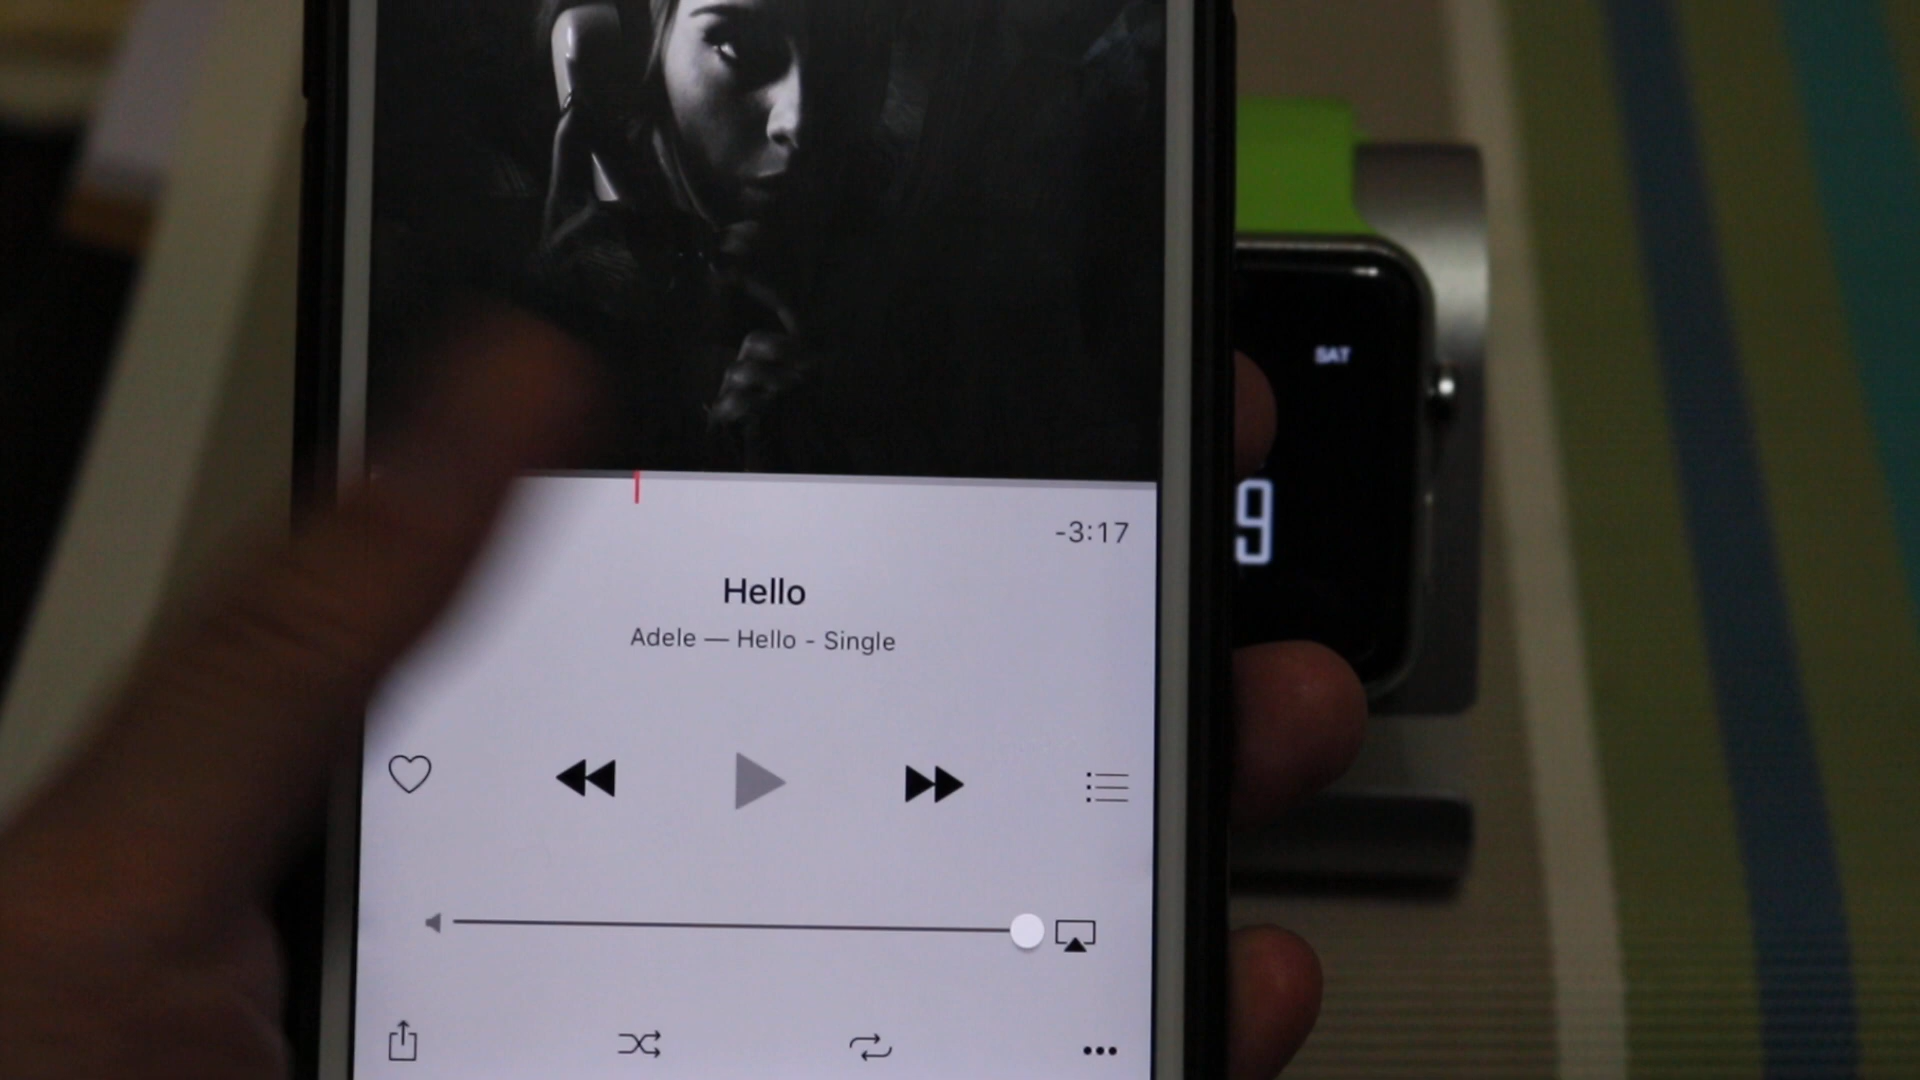 SAT
9
-3:17
Hello
Adele — Hello - Single